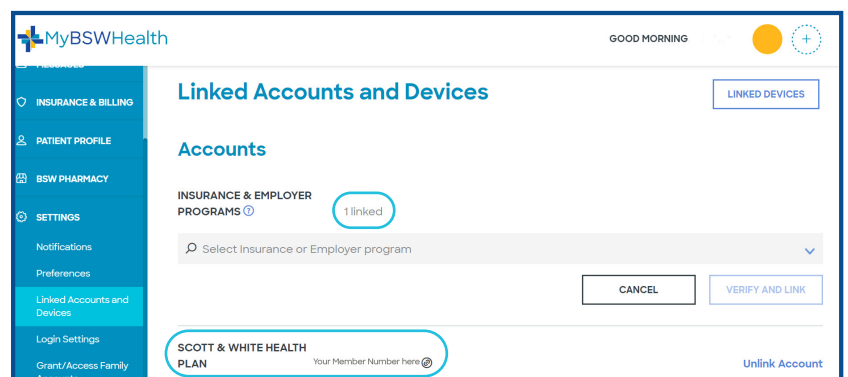 MyBSWHealth
GOOD MORNING
+
MESSAGES
INSURANCE & BILLING
PATIENT PROFILE
BSW PHARMACY
SETTINGS
Notifications
Preferences
Linked Accounts and
Devices
Login Settings
Grant/Access Family
Linked Accounts and Devices
LINKED DEVICES
Accounts
INSURANCE & EMPLOYER
PROGRAMS ?
1 linked
Select Insurance or Employer program
CANCEL
VERIFY AND LINK
SCOTT & WHITE HEALTH
PLAN
Your Member Number here
Unlink Account